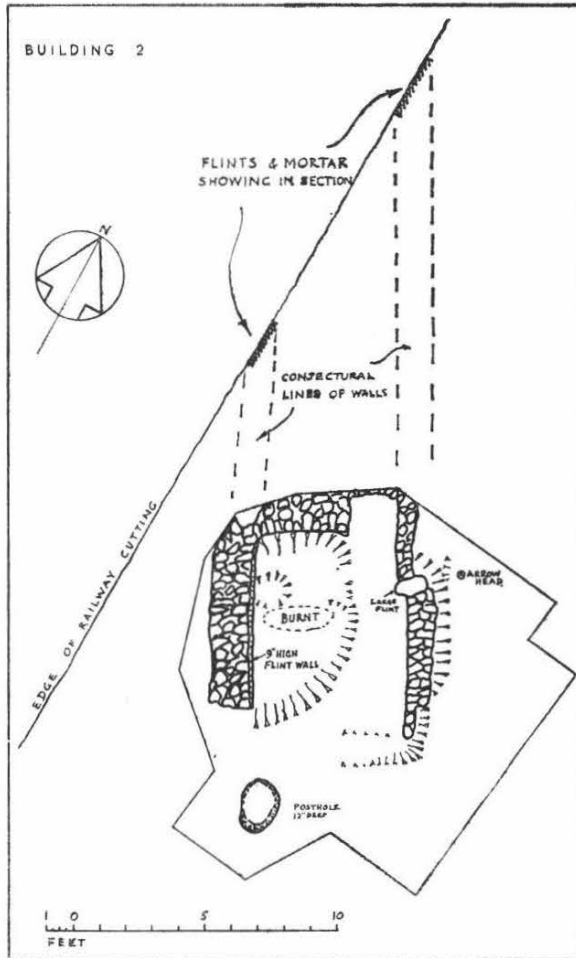 BUILDING 2
FLINTS & MORTAR
SHOWING IN SECTION
N
CONJECTURAL
LINES OF WALLS
EDGE OF RAILWAY CUTTING
ARROW
HEAD
LARGE
FLINT
BURNT
9" HIGH
FLINT WALL
POSTHOLE
12" DEEP
1 0 5 10
FEET